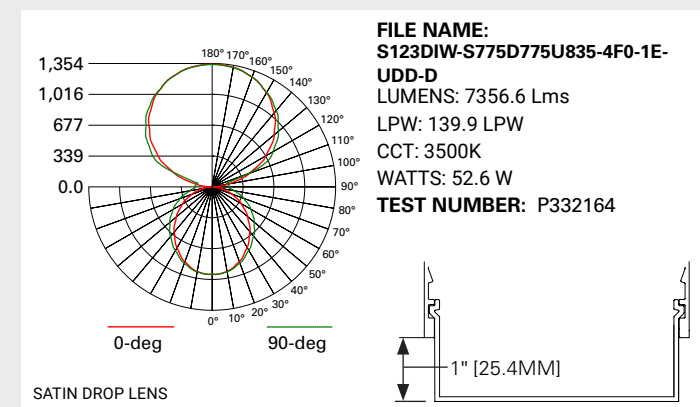 1,354
1,016
677
339
0.0
180°
170°
160°
150°
140°
130°
120°
110°
100°
90°
80°
70°
60°
50°
40°
30°
20°
10°
0°
0-deg
90-deg
SATIN DROP LENS
FILE NAME:
S123DIW-S775D775U835-4F0-1E-
UDD-D
LUMENS: 7356.6 Lms
LPW: 139.9 LPW
CCT: 3500K
WATTS: 52.6 W
TEST NUMBER: P332164
1" [25.4MM]